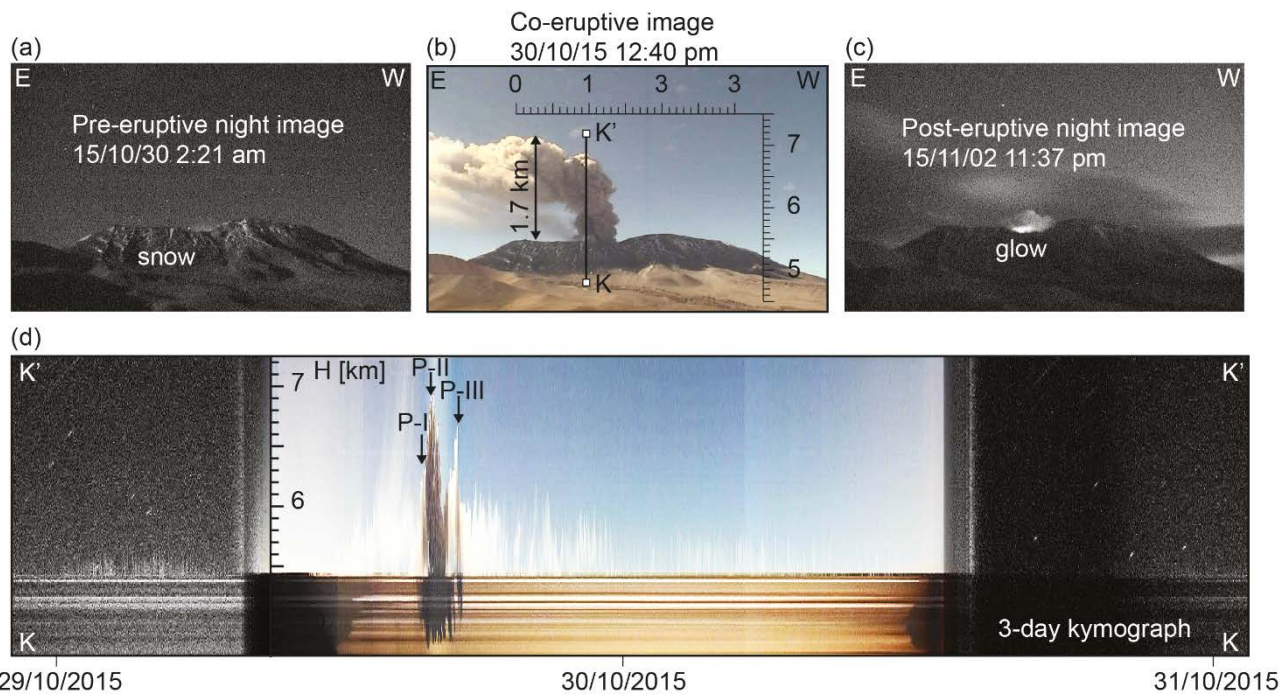 Co-eruptive image
(a)
(b)
30/10/15 12:40 pm
(c)
E
W
E
0
1
3
3
W
E
W
Pre-eruptive night image
15/10/30 2:21 am
K'
7
Post-eruptive night image
15/11/02 11:37 pm
1.7 km
6
snow
glow
K
5
(d)
K'
H [km]
P-II
K'
7
P-III
P-I
6
3-day kymograph
K
K
29/10/2015
30/10/2015
31/10/2015